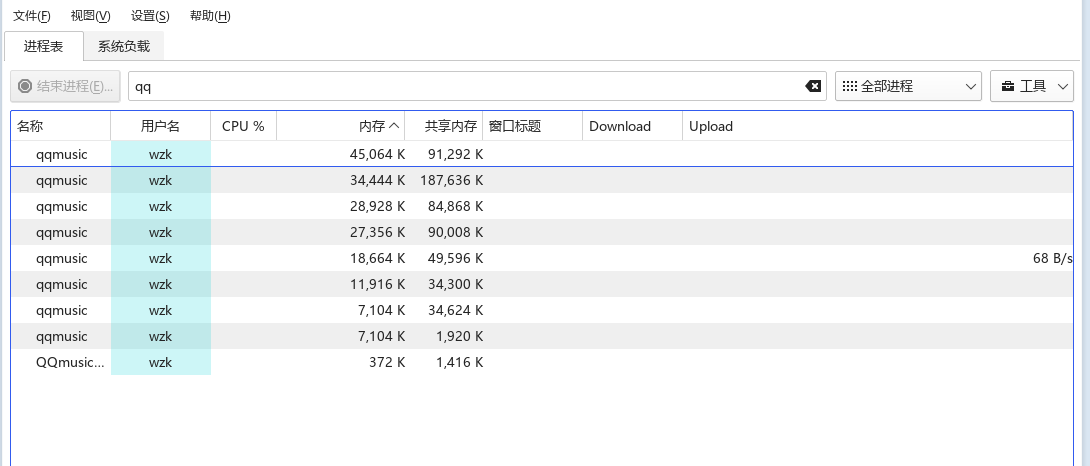 文件(F) 视图(V) 设置(S) 帮助(H)
进程表 系统负载
结束进程(E)... qq 全部进程 工具
名称 用户名 CPU % 内存 共享内存 窗口标题 Download Upload
qqmusic wzk 45,064 K 91,292 K
qqmusic wzk 34,444 K 187,636 K
qqmusic wzk 28,928 K 84,868 K
qqmusic wzk 27,356 K 90,008 K
qqmusic wzk 18,664 K 49,596 K 68 B/s
qqmusic wzk 11,916 K 34,300 K
qqmusic wzk 7,104 K 34,624 K
qqmusic wzk 7,104 K 1,920 K
QQmusic... wzk 372 K 1,416 K